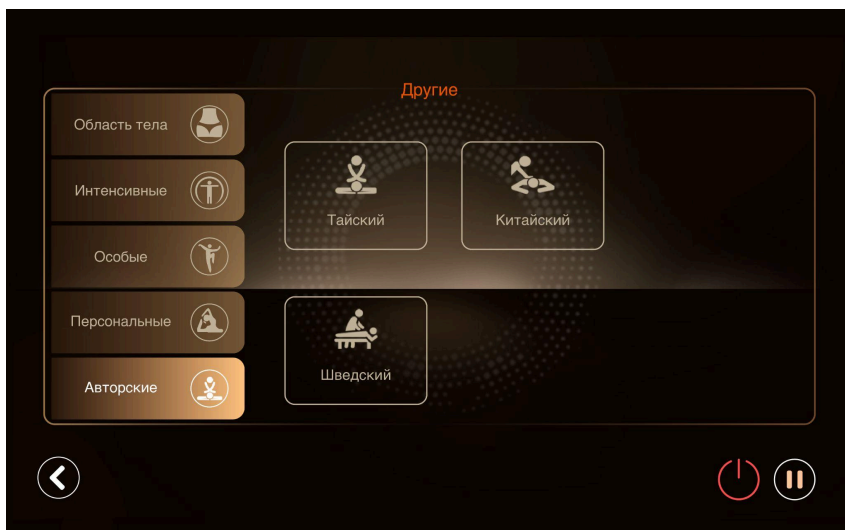 Другие
Область тела
Интенсивные
Особые
Персональные
Авторские
Тайский
Китайский
Шведский